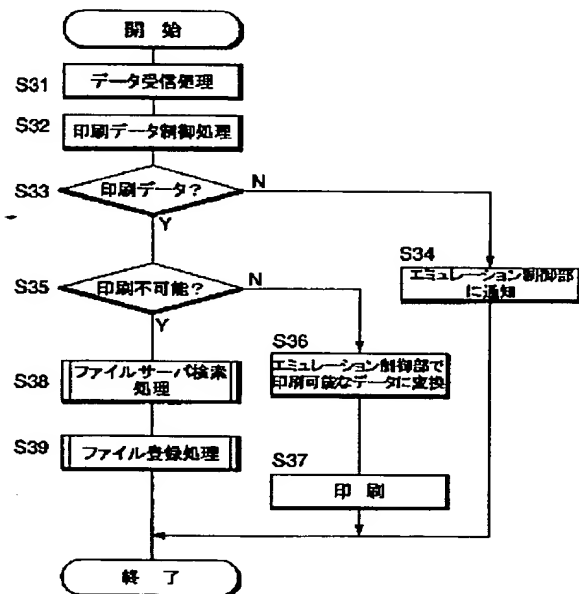 開始
S31
データ受信処理
S32
印刷データ制御処理
S33
印刷データ?
N
Y
S34
エミュレーション制御部
に通知
S35
印刷不可能?
N
Y
S36
エミュレーション制御部で
印刷可能なデータに変換
S38
ファイルサーバ検索
処理
S39
ファイル登録処理
S37
印刷
終了